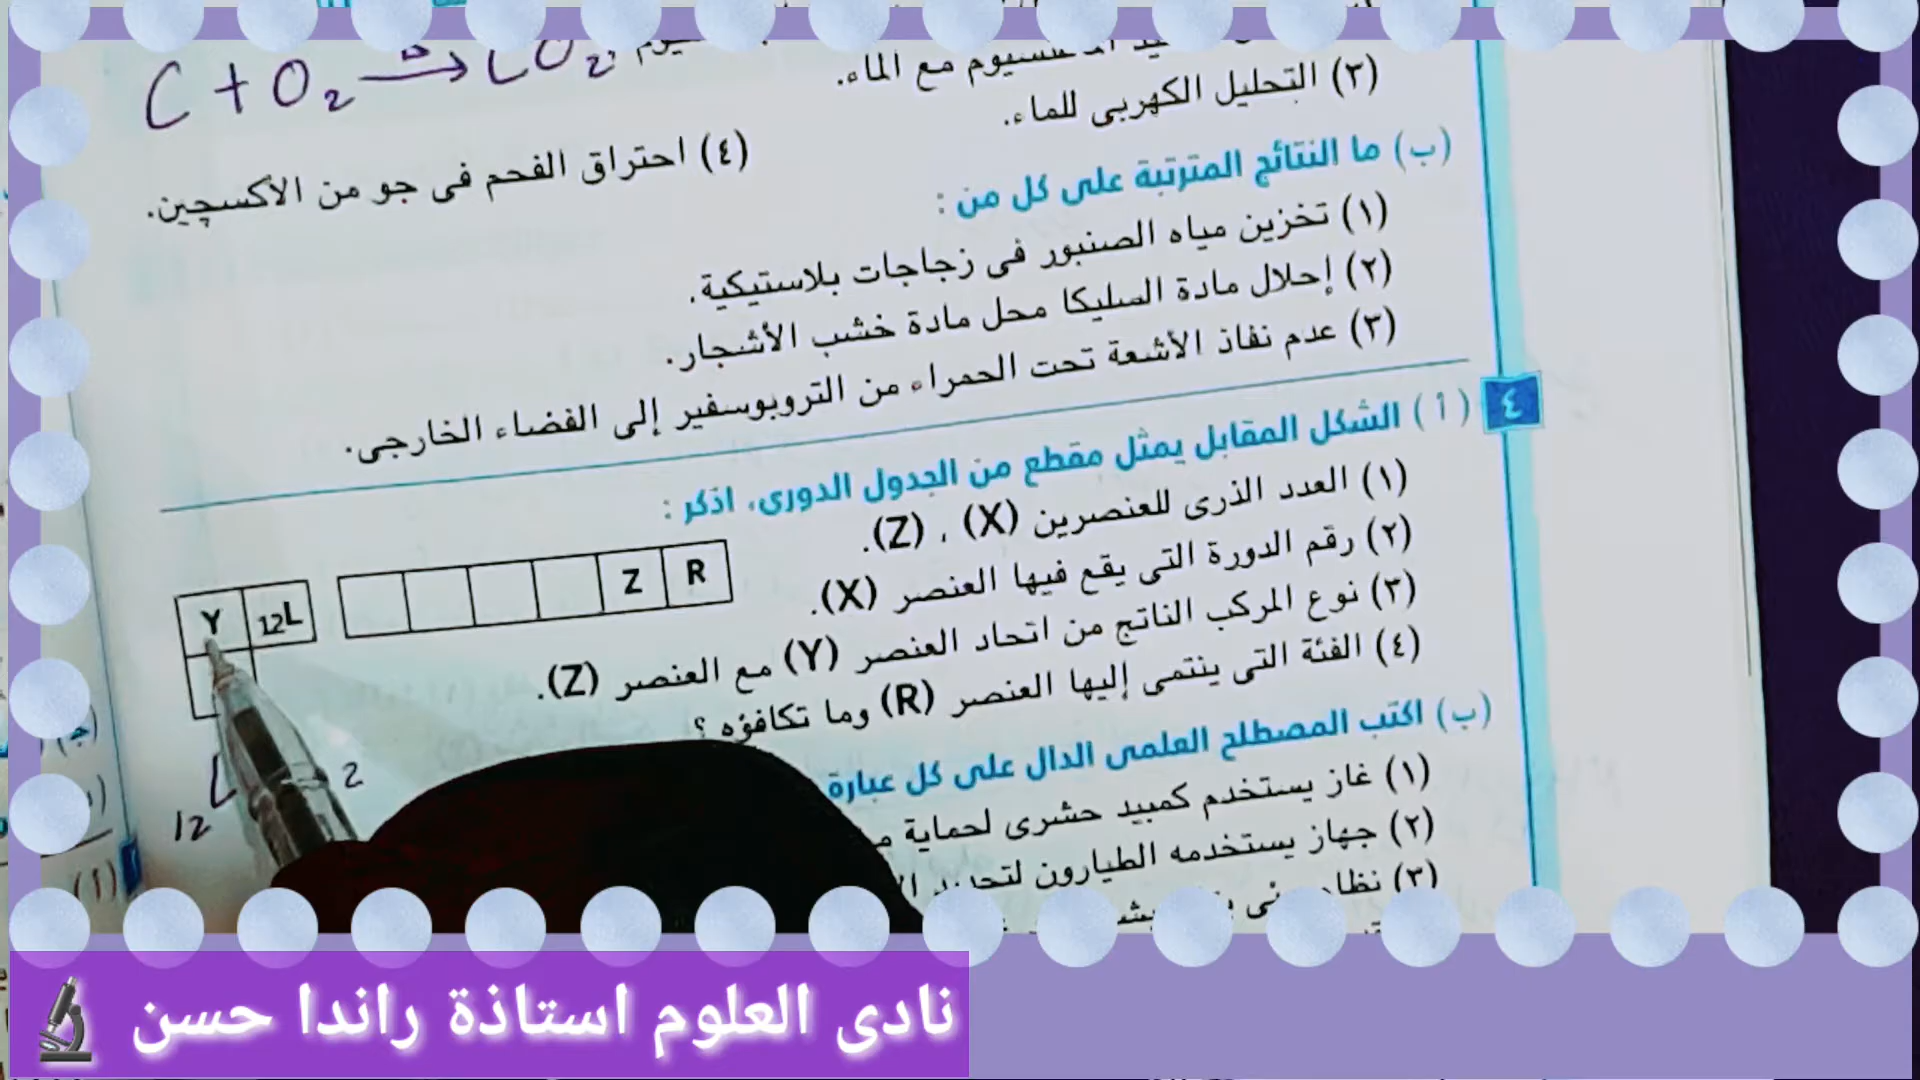 C + O2 → CO2
مع الماء.
(٣) التحليل الكهربى للماء.
(٤) احتراق الفحم فى جو من الأكسچين.
(ب) ما النتائج المترتبة على كل من :
(١) تخزين مياه الصنبور فى زجاجات بلاستيكية.
(٢) إحلال مادة السليكا محل مادة خشب الأشجار.
(٣) عدم نفاذ الأشعة تحت الحمراء من التروبوسفير إلى الفضاء الخارجى.
٤ (أ) الشكل المقابل يمثل مقطع من الجدول الدورى، اذكر :
(١) العدد الذرى للعنصرين (X) ، (Z).
(٢) رقم الدورة التى يقع فيها العنصر (X).
(٣) نوع المركب الناتج من اتحاد العنصر (Y) مع العنصر (Z).
(٤) الفئة التى ينتمى إليها العنصر (R) وما تكافؤه ؟
Y 12L Z R
12 2
(ب) اكتب المصطلح العلمى الدال على كل عبارة
(١) غاز يستخدم كمبيد حشرى لحماية
(٢) جهاز يستخدمه الطيارون لتحديد
(٣)
(أ)
نادى العلوم استاذة راندا حسن